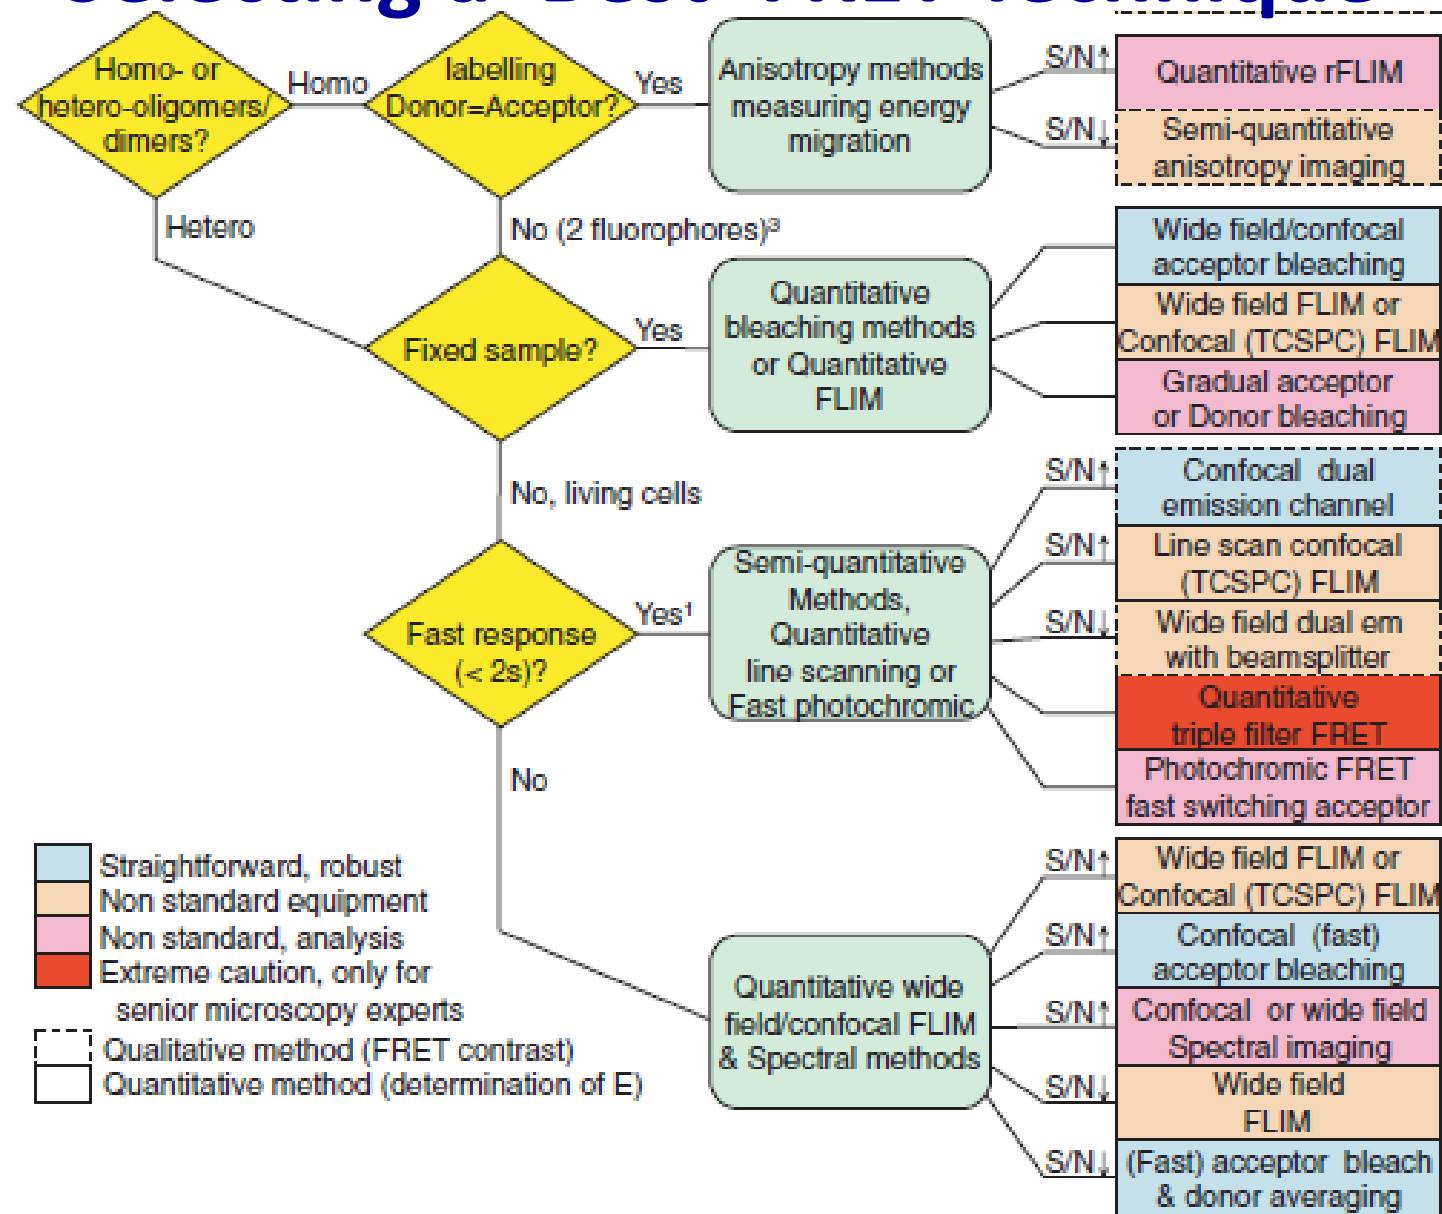 Selecting a "Best" FRET Technique
Homo- or
hetero-oligomers/
dimers?
Homo
labelling
Donor=Acceptor?
Yes
Anisotropy methods
measuring energy
migration
S/N↑
Quantitative rFLIM
S/N↓
Semi-quantitative
anisotropy imaging
Hetero
No (2 fluorophores)³
Fixed sample?
Yes
Quantitative
bleaching methods
or Quantitative
FLIM
Wide field/confocal
acceptor bleaching
Wide field FLIM or
Confocal (TCSPC) FLIM
Gradual acceptor
or Donor bleaching
No, living cells
Fast response
(< 2s)?
Yes¹
Semi-quantitative
Methods,
Quantitative
line scanning or
Fast photochromic
S/N↑
Confocal dual
emission channel
S/N↑
Line scan confocal
(TCSPC) FLIM
S/N↓
Wide field dual em
with beamsplitter
Quantitative
triple filter FRET
Photochromic FRET
fast switching acceptor
No
Quantitative wide
field/confocal FLIM
& Spectral methods
S/N↑
Wide field FLIM or
Confocal (TCSPC) FLIM
S/N↑
Confocal (fast)
acceptor bleaching
S/N↑
Confocal or wide field
Spectral imaging
S/N↓
Wide field
FLIM
S/N↓
(Fast) acceptor bleach
& donor averaging
Straightforward, robust
Non standard equipment
Non standard, analysis
Extreme caution, only for
senior microscopy experts
Qualitative method (FRET contrast)
Quantitative method (determination of E)